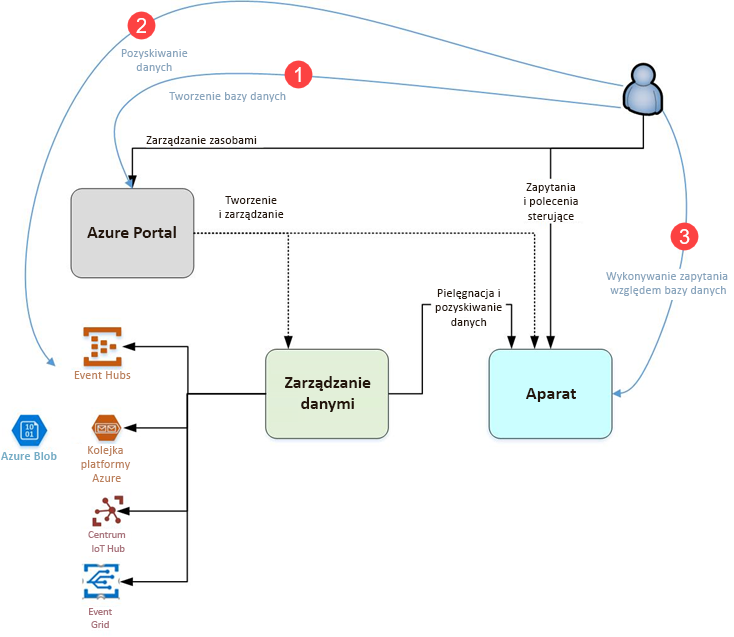 2
Pozyskiwanie
danych
1
Tworzenie bazy danych
Zarządzanie zasobami
Azure Portal
Tworzenie
i zarządzanie
Zapytania
i polecenia
sterujące
3
Wykonywanie zapytania
względem bazy danych
Pielęgnacja i
pozyskiwanie
danych
Event Hubs
Zarządzanie
danymi
Aparat
10
01
Azure Blob
Kolejka
platformy
Azure
Centrum
IoT Hub
Event
Grid